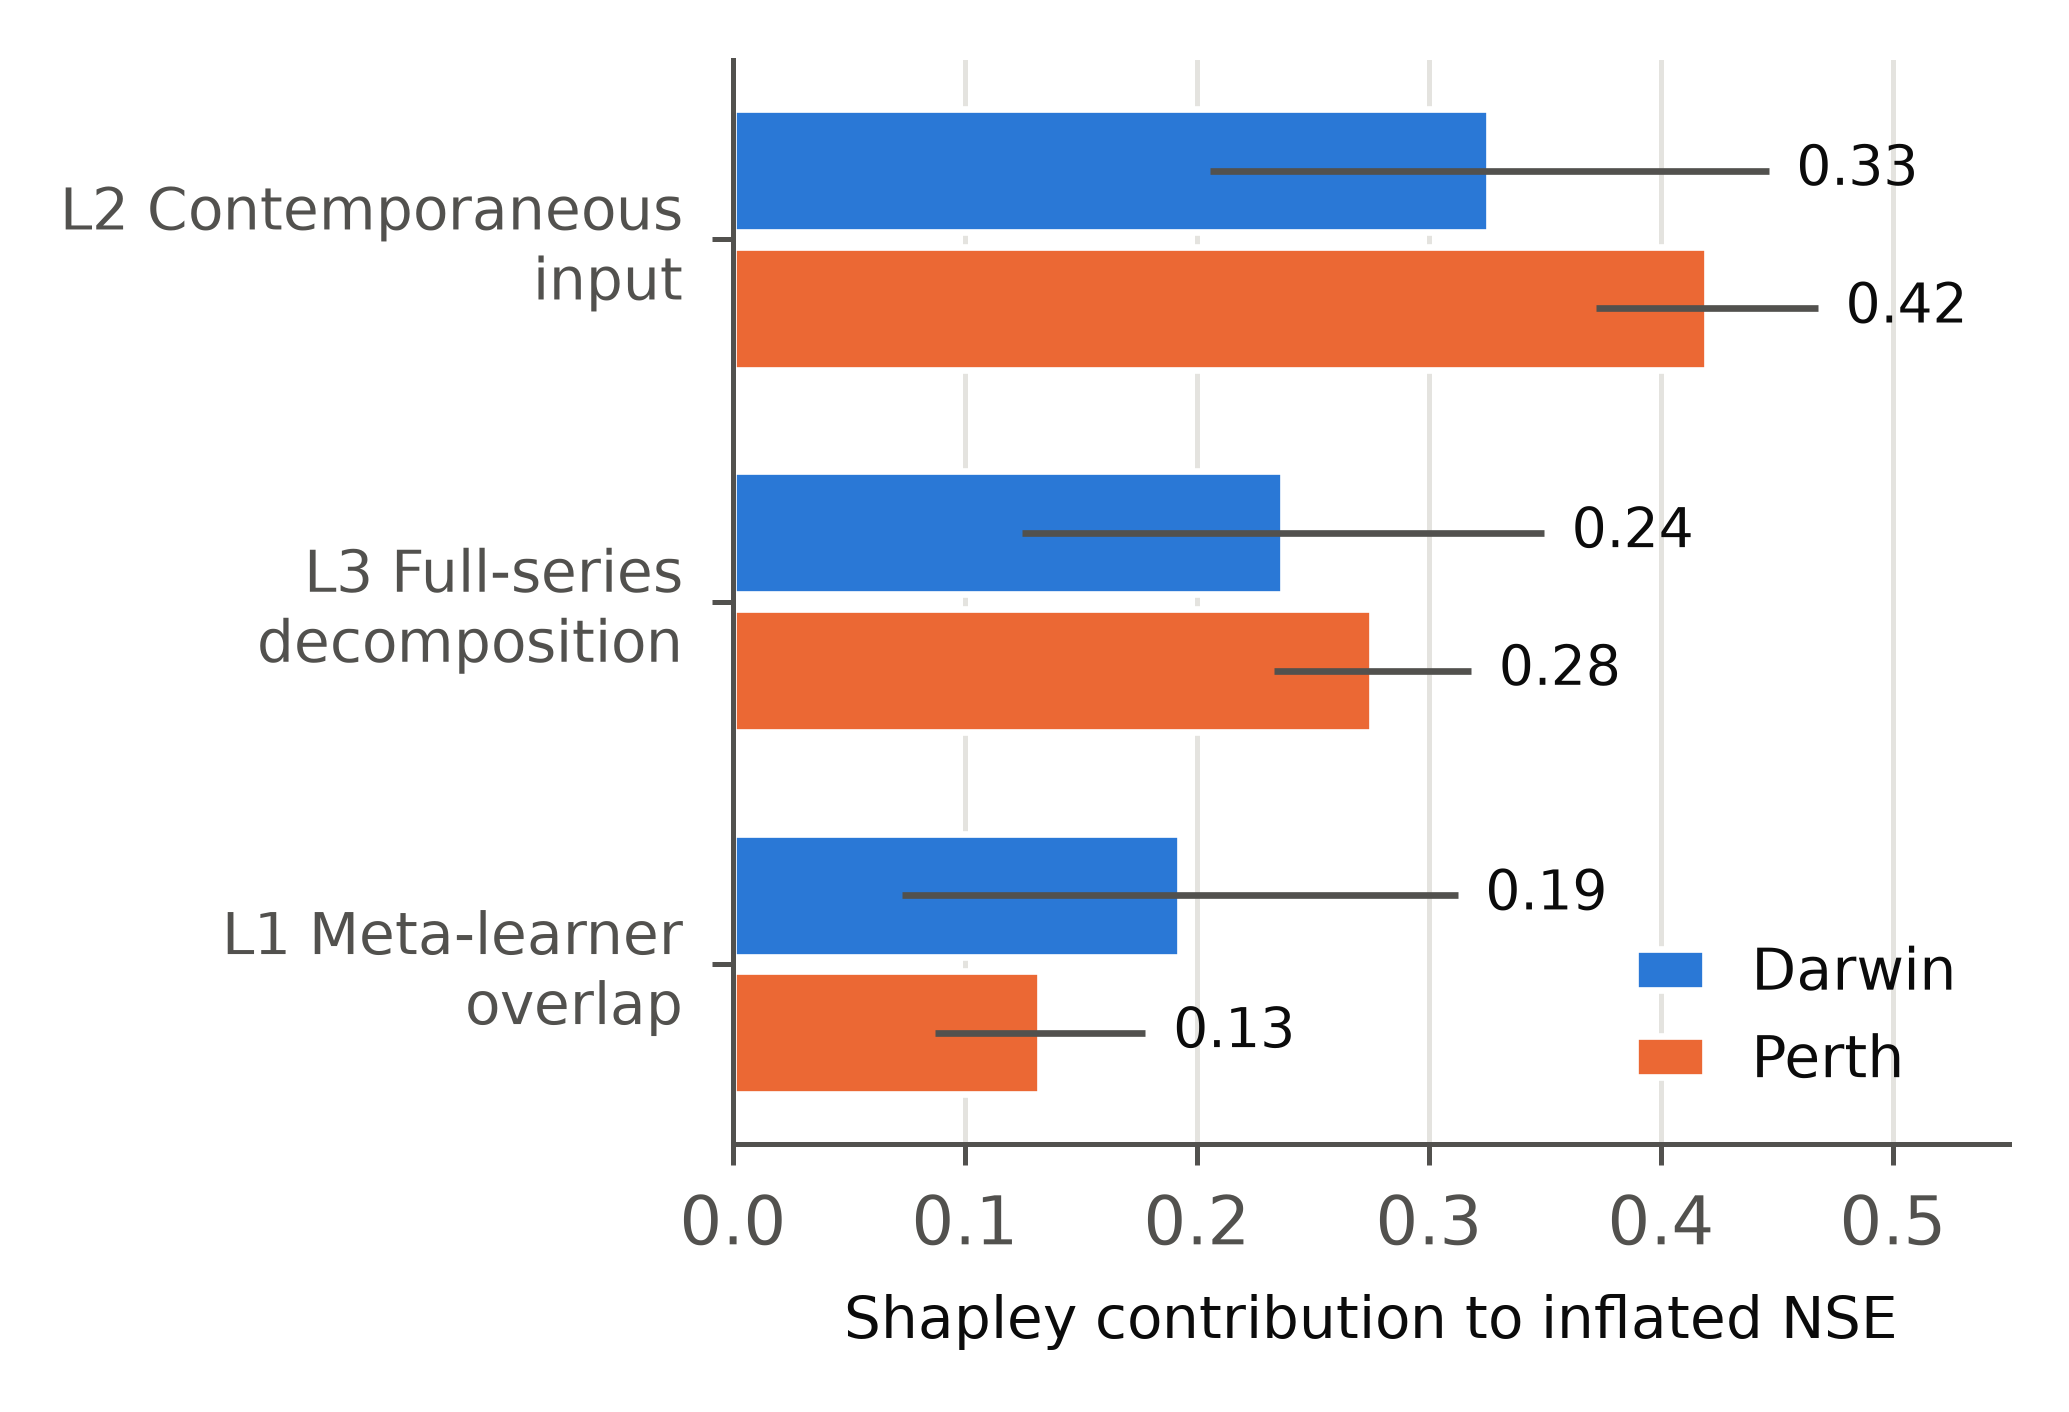 L2 Contemporaneous
input
0.33
0.42
L3 Full-series
decomposition
0.24
0.28
L1 Meta-learner
overlap
0.19
0.13
Darwin
Perth
0.0 0.1 0.2 0.3 0.4 0.5
Shapley contribution to inflated NSE